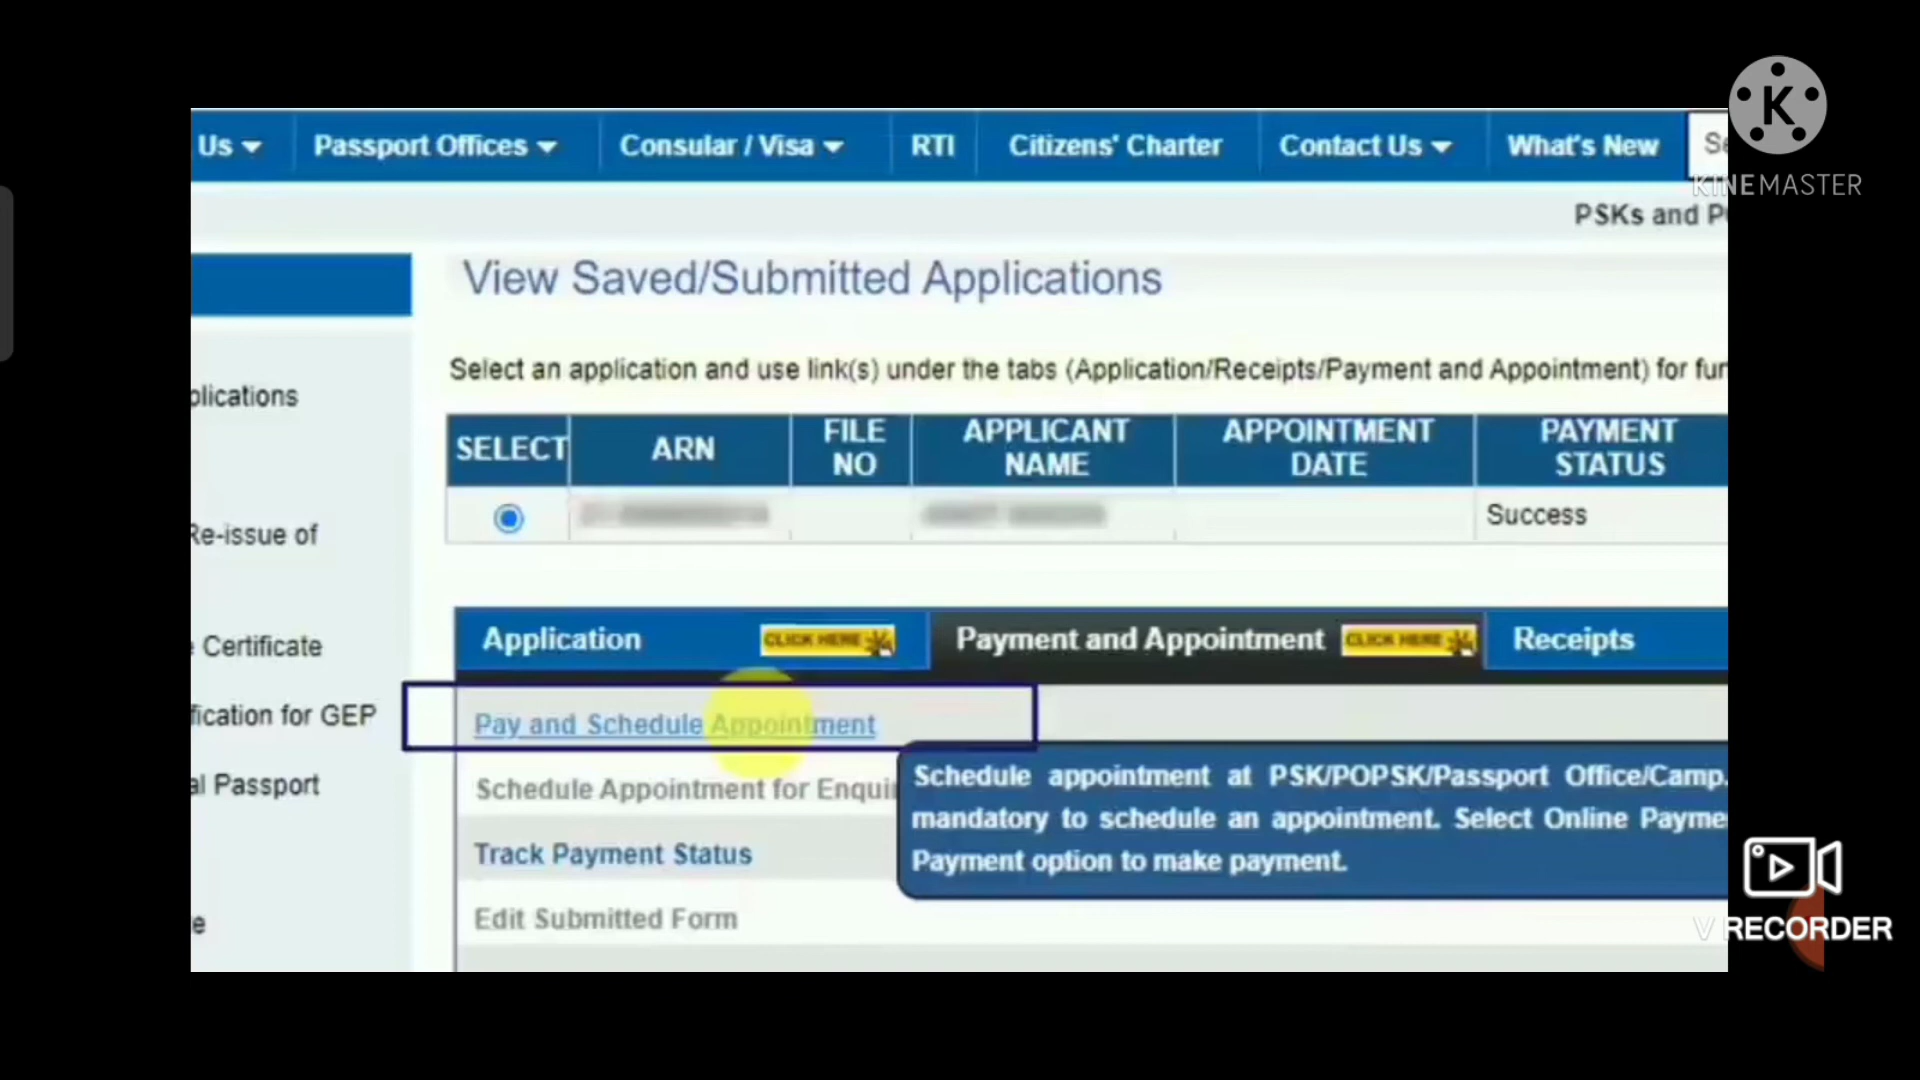 Us
Passport Offices
Consular / Visa
RTI
Citizens' Charter
Contact Us
What's New
KINEMASTER
PSKs and
View Saved/Submitted Applications
Select an application and use link(s) under the tabs (Application/Receipts/Payment and Appointment) for
SELECT
ARN
FILE NO
APPLICANT NAME
APPOINTMENT DATE
PAYMENT STATUS
Success
plications
Re-issue of
Certificate
fication for GEP
al Passport
Application
CLICK HERE
Payment and Appointment
CLICK HERE
Receipts
Pay and Schedule Appointment
Schedule Appointment for Enqui
Track Payment Status
Edit Submitted Form
Schedule appointment at PSK/POPSK/Passport Office/Camp.
mandatory to schedule an appointment. Select Online Payme
Payment option to make payment.
V RECORDER